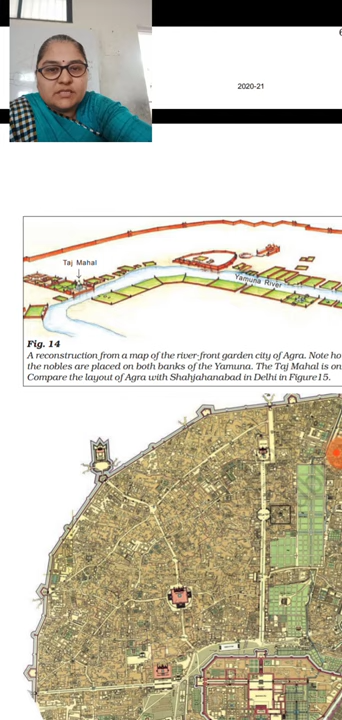 2020-21
Taj Mahal
Yamuna River
Fig. 14
A reconstruction from a map of the river-front garden city of Agra. Note
the nobles are placed on both banks of the Yamuna. The Taj Mahal is
Compare the layout of Agra with Shahjahanabad in Delhi in Figure15.